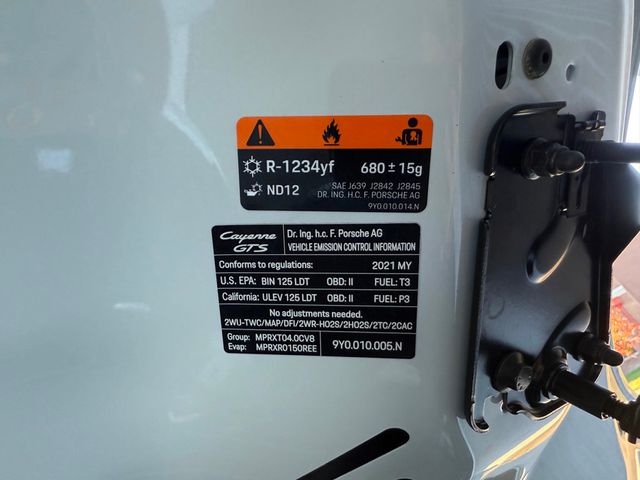 R-1234yf 680 ± 15g
ND12
SAE J639 J2842 J2845
DR. ING. H.C. F. PORSCHE AG
9Y0.010.014.N
Cayenne GTS
Dr. Ing. h.c. F. Porsche AG
VEHICLE EMISSION CONTROL INFORMATION
Conforms to regulations: 2021 MY
U.S. EPA: BIN 125 LDT OBD: II FUEL: T3
California: ULEV 125 LDT OBD: II FUEL: P3
No adjustments needed.
2WU-TWC/MAP/DFI/2WR-HO2S/2HO2S/2TC/2CAC
Group: MPRXT04.0CV8
Evap: MPRXR0150REE
9Y0.010.005.N